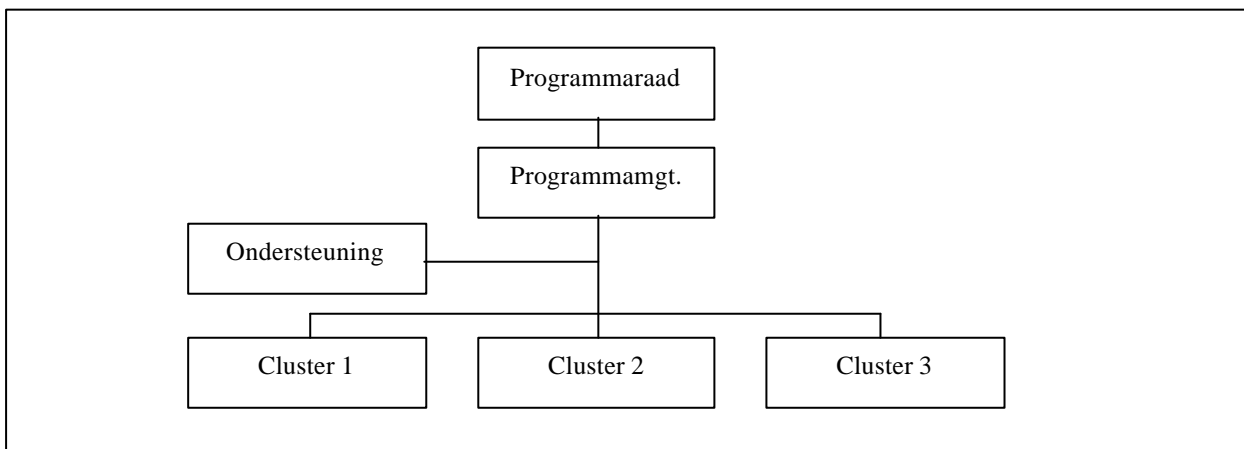 Programmaraad
Programmamgt.
Ondersteuning
Cluster 1
Cluster 2
Cluster 3